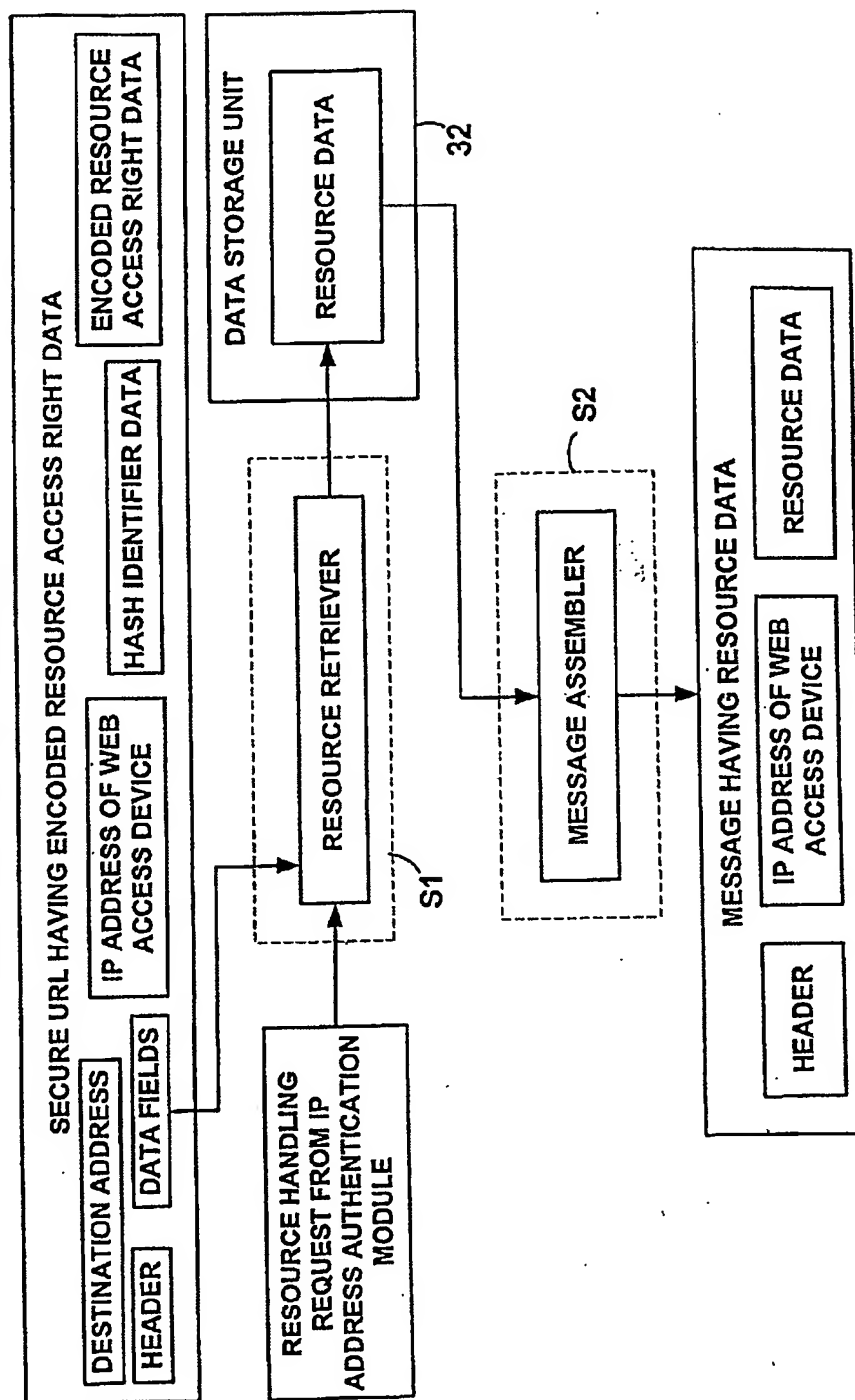 SECURE URL HAVING ENCODED RESOURCE ACCESS RIGHT DATA
DESTINATION ADDRESS
HEADER
DATA FIELDS
IP ADDRESS OF WEB
ACCESS DEVICE
HASH IDENTIFIER DATA
ENCODED RESOURCE
ACCESS RIGHT DATA
RESOURCE HANDLING
REQUEST FROM IP
ADDRESS AUTHENTICATION
MODULE
RESOURCE RETRIEVER
S1
DATA STORAGE UNIT
RESOURCE DATA
32
MESSAGE ASSEMBLER
S2
MESSAGE HAVING RESOURCE DATA
HEADER
IP ADDRESS OF WEB
ACCESS DEVICE
RESOURCE DATA